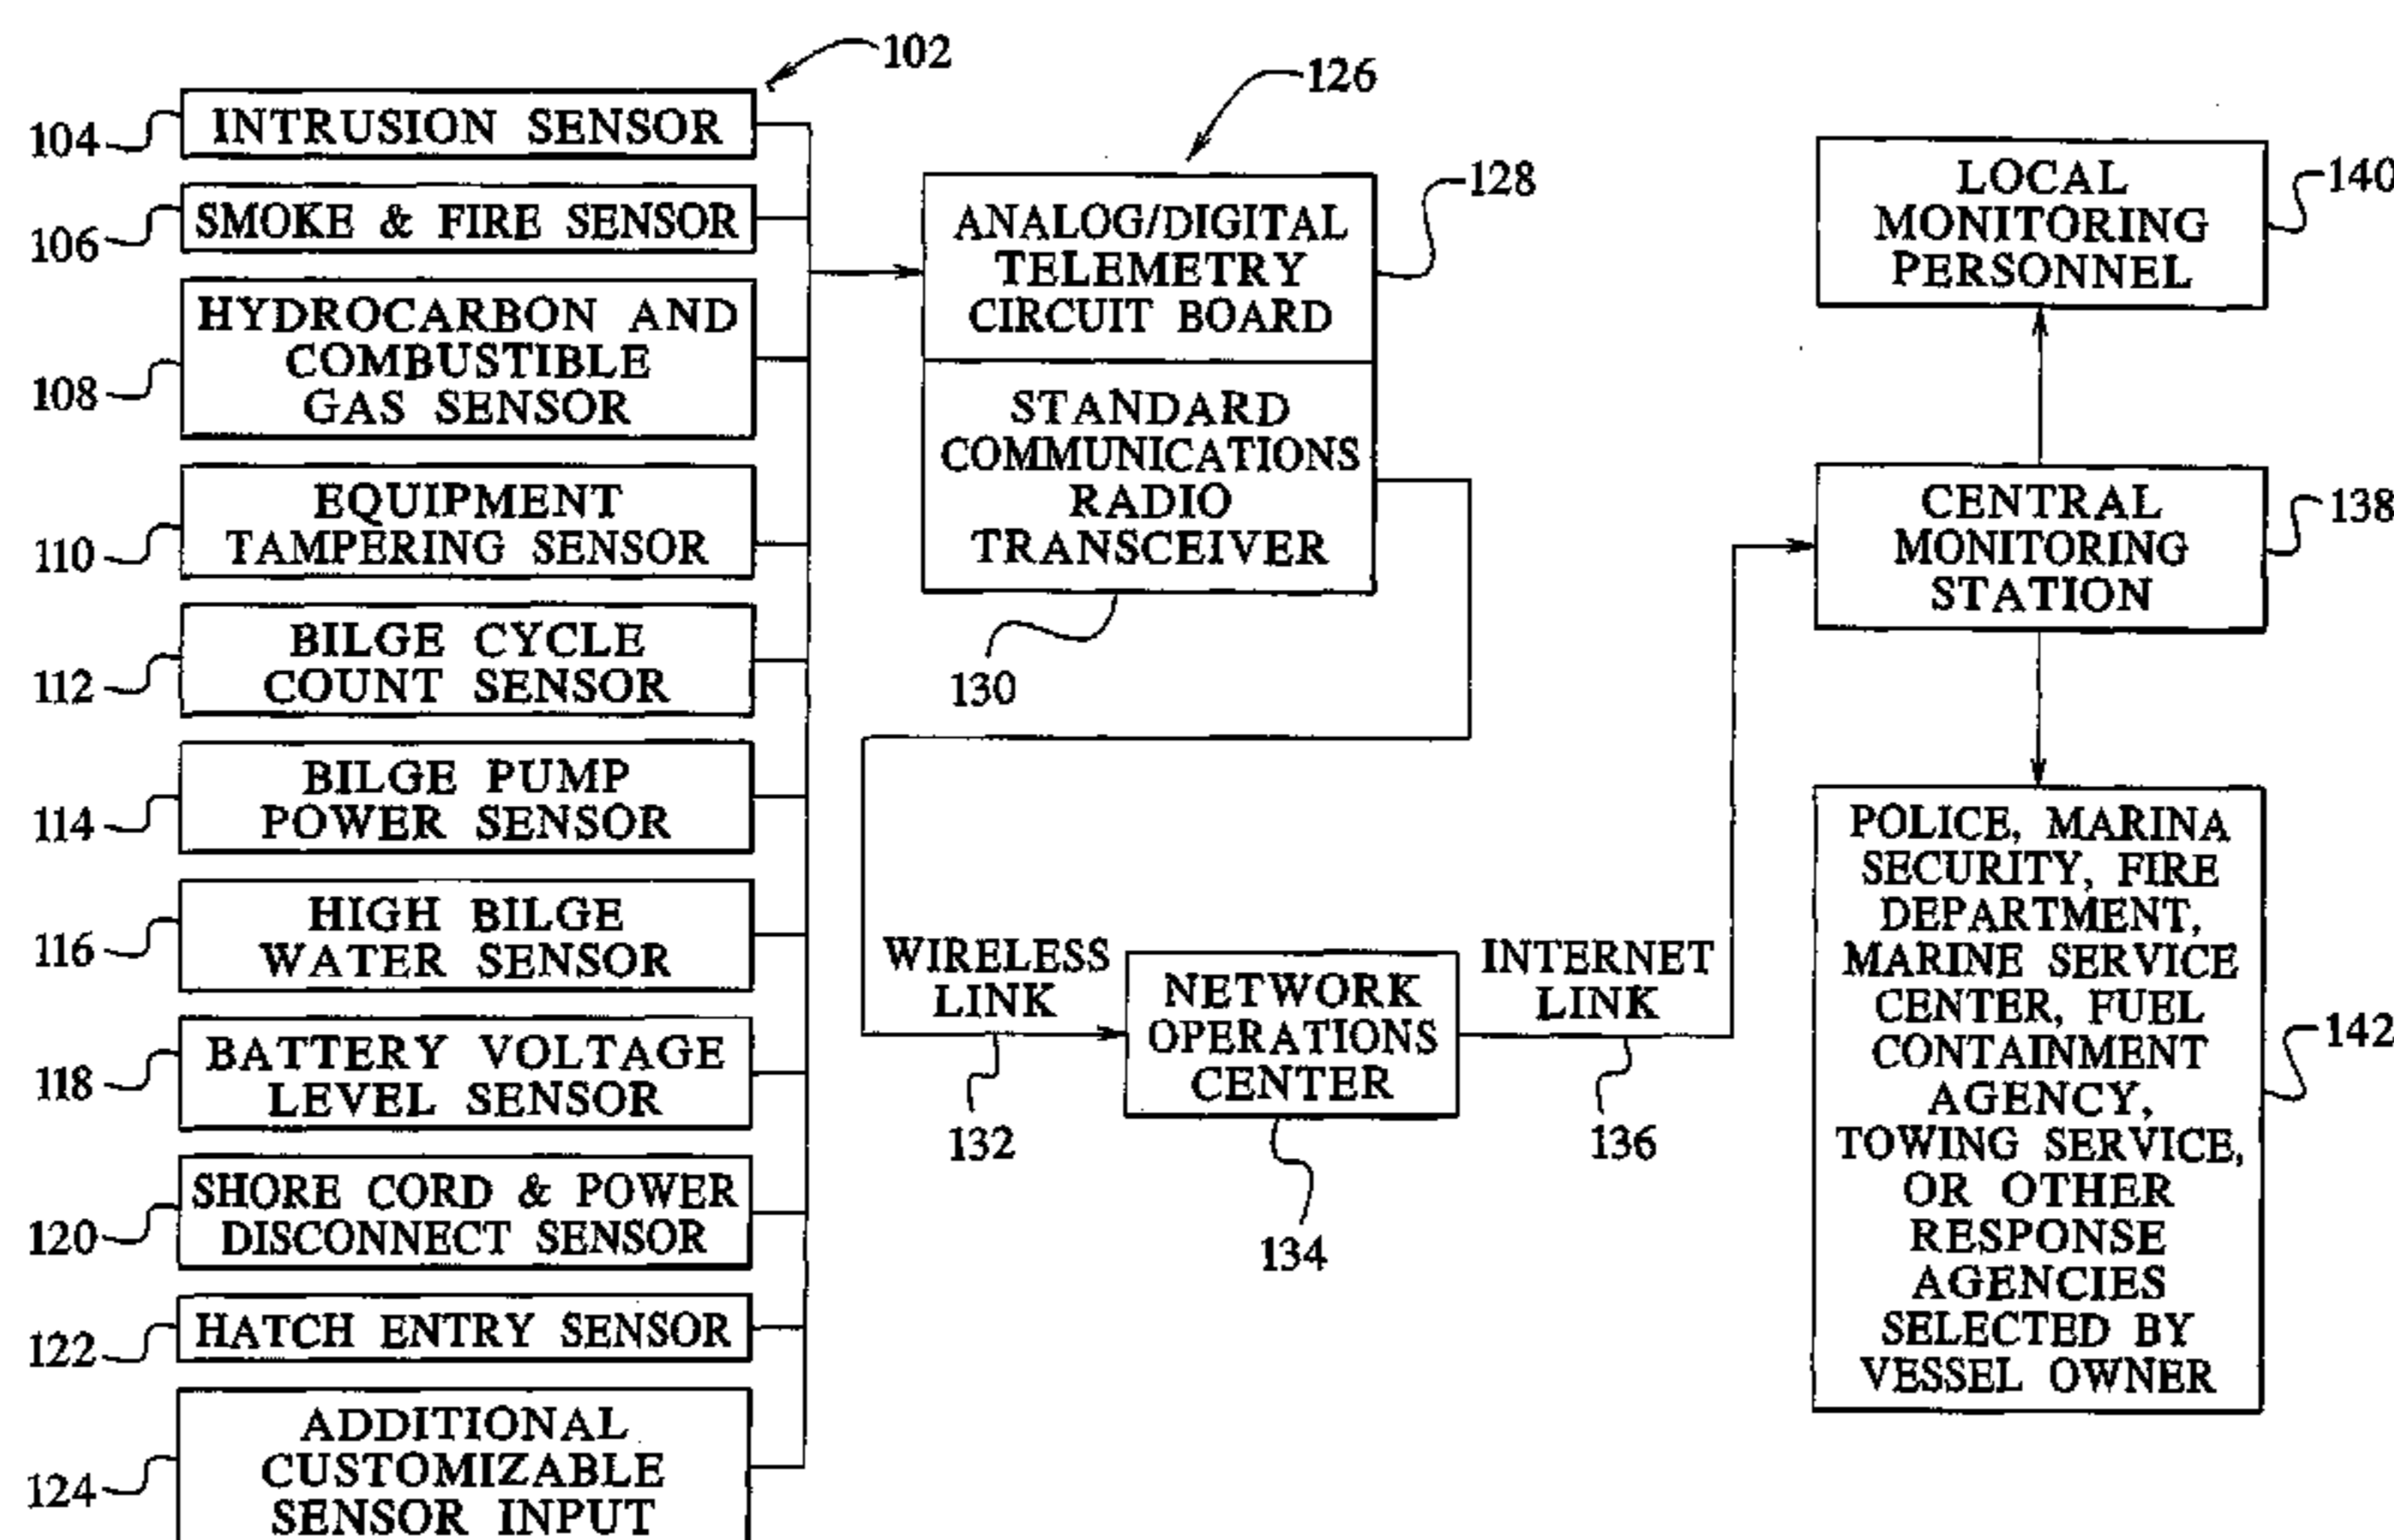 102
104
INTRUSION SENSOR
106
SMOKE & FIRE SENSOR
108
HYDROCARBON AND
COMBUSTIBLE
GAS SENSOR
110
EQUIPMENT
TAMPERING SENSOR
112
BILGE CYCLE
COUNT SENSOR
114
BILGE PUMP
POWER SENSOR
116
HIGH BILGE
WATER SENSOR
118
BATTERY VOLTAGE
LEVEL SENSOR
120
SHORE CORD & POWER
DISCONNECT SENSOR
122
HATCH ENTRY SENSOR
124
ADDITIONAL
CUSTOMIZABLE
SENSOR INPUT
126
128
ANALOG/DIGITAL
TELEMETRY
CIRCUIT BOARD
STANDARD
COMMUNICATIONS
RADIO
TRANSCEIVER
130
WIRELESS
LINK
132
NETWORK
OPERATIONS
CENTER
134
INTERNET
LINK
136
LOCAL
MONITORING
PERSONNEL
140
CENTRAL
MONITORING
STATION
138
POLICE, MARINA
SECURITY, FIRE
DEPARTMENT,
MARINE SERVICE
CENTER, FUEL
CONTAINMENT
AGENCY,
TOWING SERVICE,
OR OTHER
RESPONSE
AGENCIES
SELECTED BY
VESSEL OWNER
142